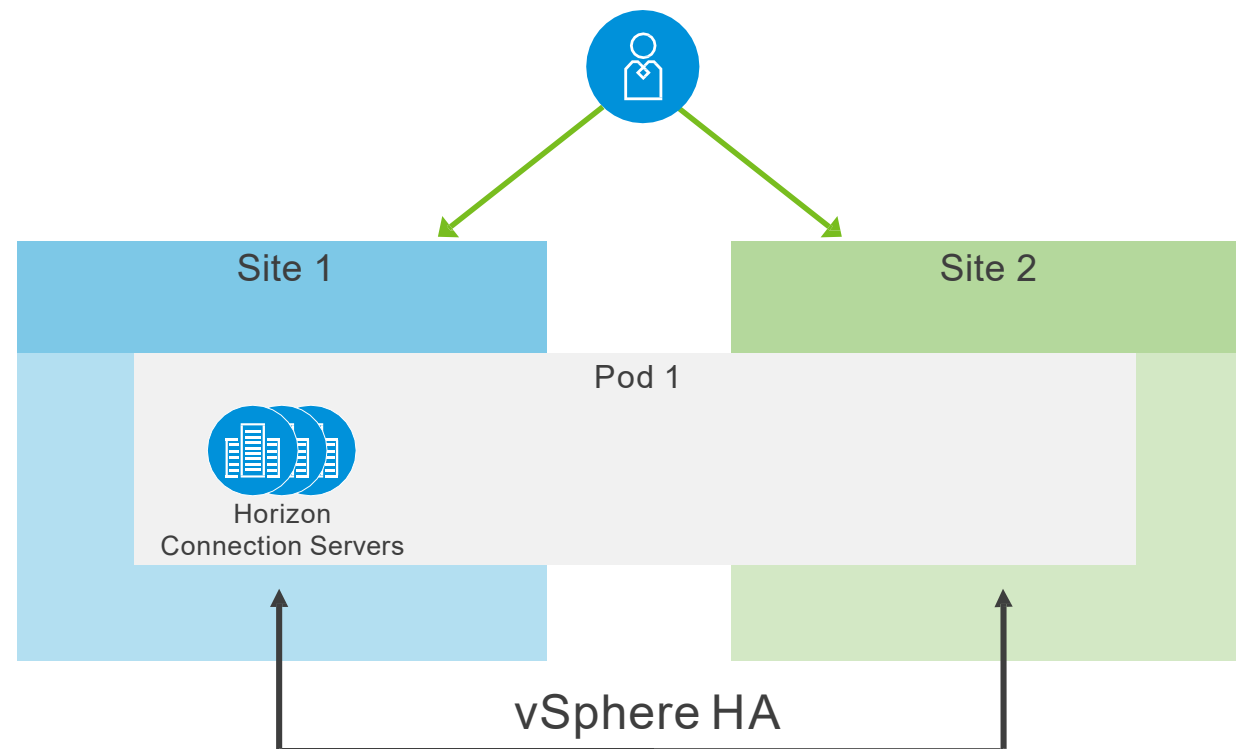 Site 1
Site 2
Pod 1
Horizon
Connection Servers
vSphere HA